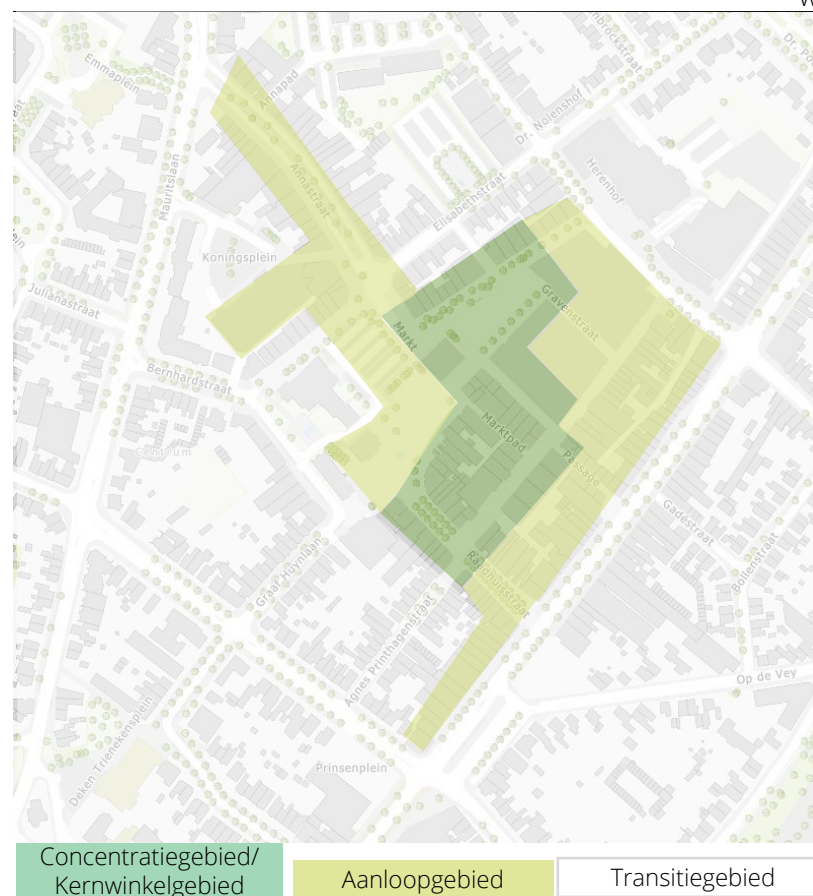 W
Emmaplein
Annapad
Dr. Nolenshof
Mauritslaan
Annastraat
Herenhof
Elisabethstraat
Koningsplein
Julianastraat
Gravenstraat
Markt
Bernhardstraat
Marktpad
Centrum
Passage
Gadéstraat
Raadhuisstraat
Bollenstraat
Graaf Huynlaan
Agnes Printhagenstraat
Op de Vey
Deken Trienekensplein
Prinsenplein
Concentratiegebied/
Kernwinkelgebied
Aanloopgebied
Transitiegebied